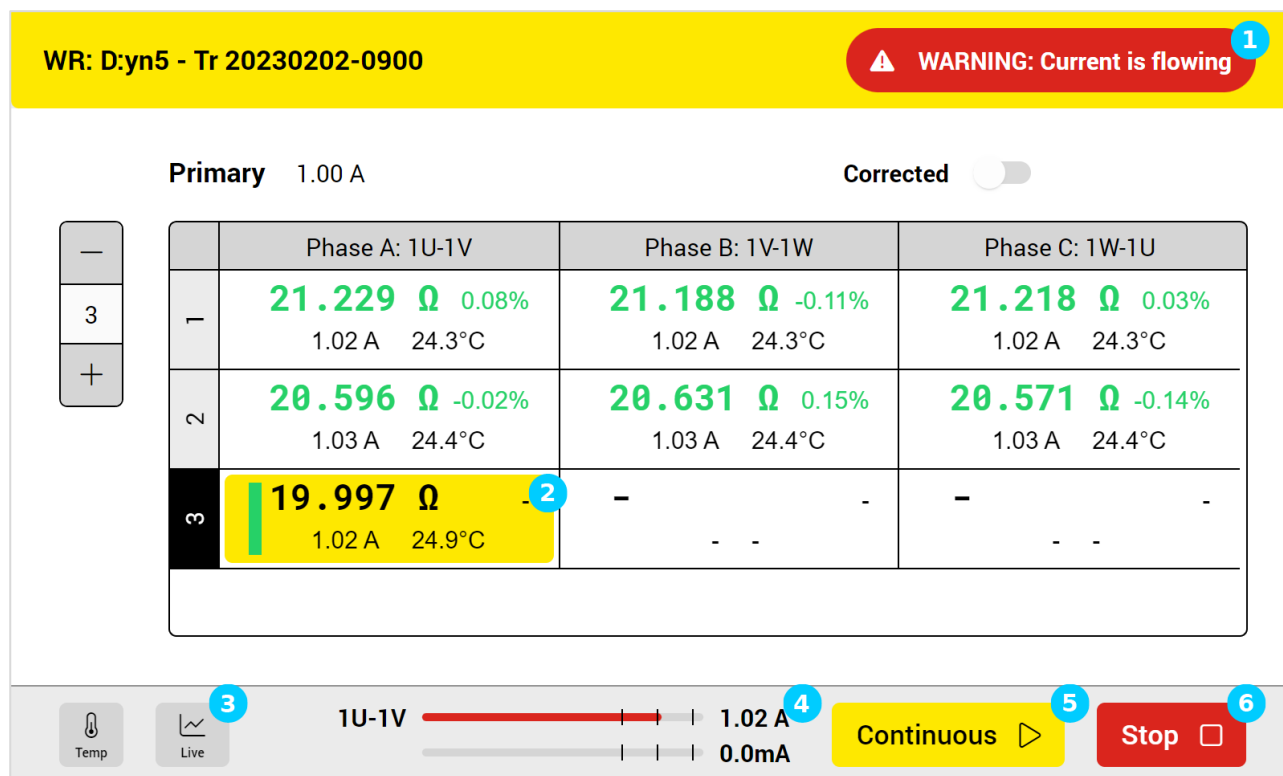 WR: D:yn5 - Tr 20230202-0900
WARNING: Current is flowing
1
Primary 1.00 A
Corrected
Phase A: 1U-1V
Phase B: 1V-1W
Phase C: 1W-1U
3
1
21.229 Ω 0.08%
1.02 A 24.3°C
21.188 Ω -0.11%
1.02 A 24.3°C
21.218 Ω 0.03%
1.02 A 24.3°C
2
20.596 Ω -0.02%
1.03 A 24.4°C
20.631 Ω 0.15%
1.03 A 24.4°C
20.571 Ω -0.14%
1.03 A 24.4°C
3
19.997 Ω -
1.02 A 24.9°C
2
- -
- -
- -
- -
Temp
Live
3
1U-1V 1.02 A
0.0mA
4
Continuous
5
Stop
6